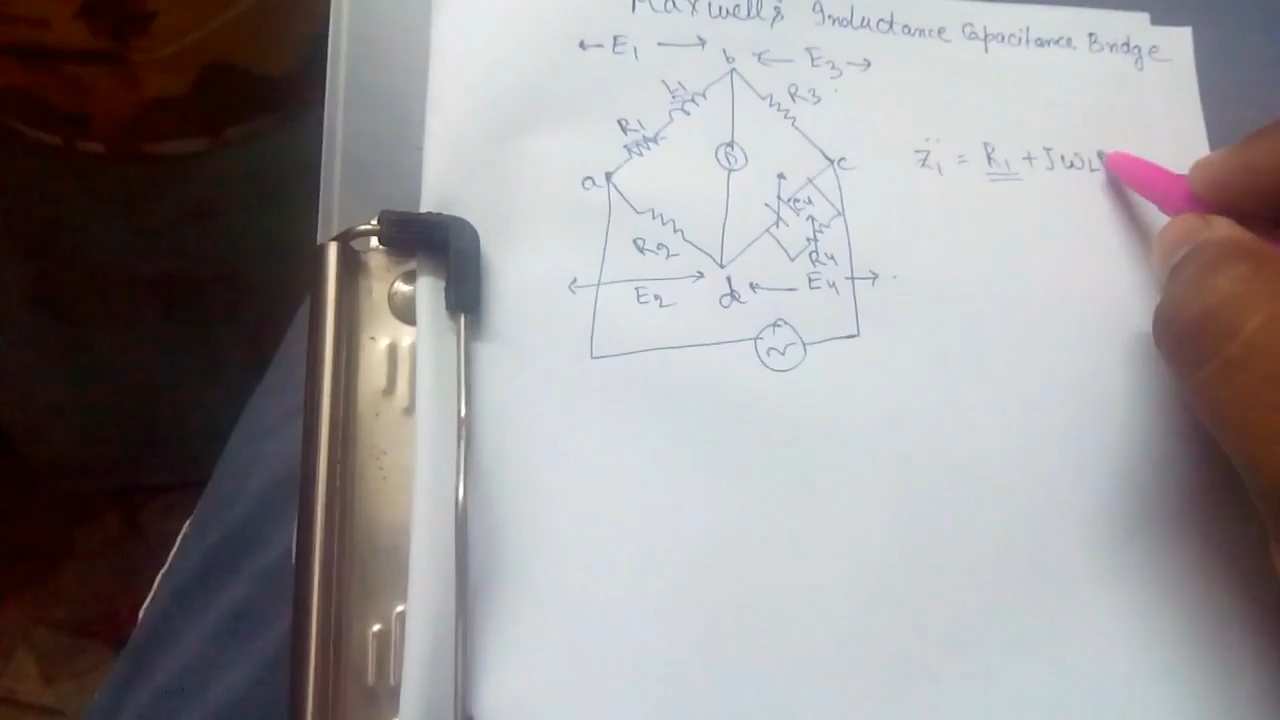 Maxwell's Inductance Capacitance Bridge
E1
b
E3
L1
R3
R1
Z1 = R1 + JωL
a
c
C4
R2
R4
E2
d
E4